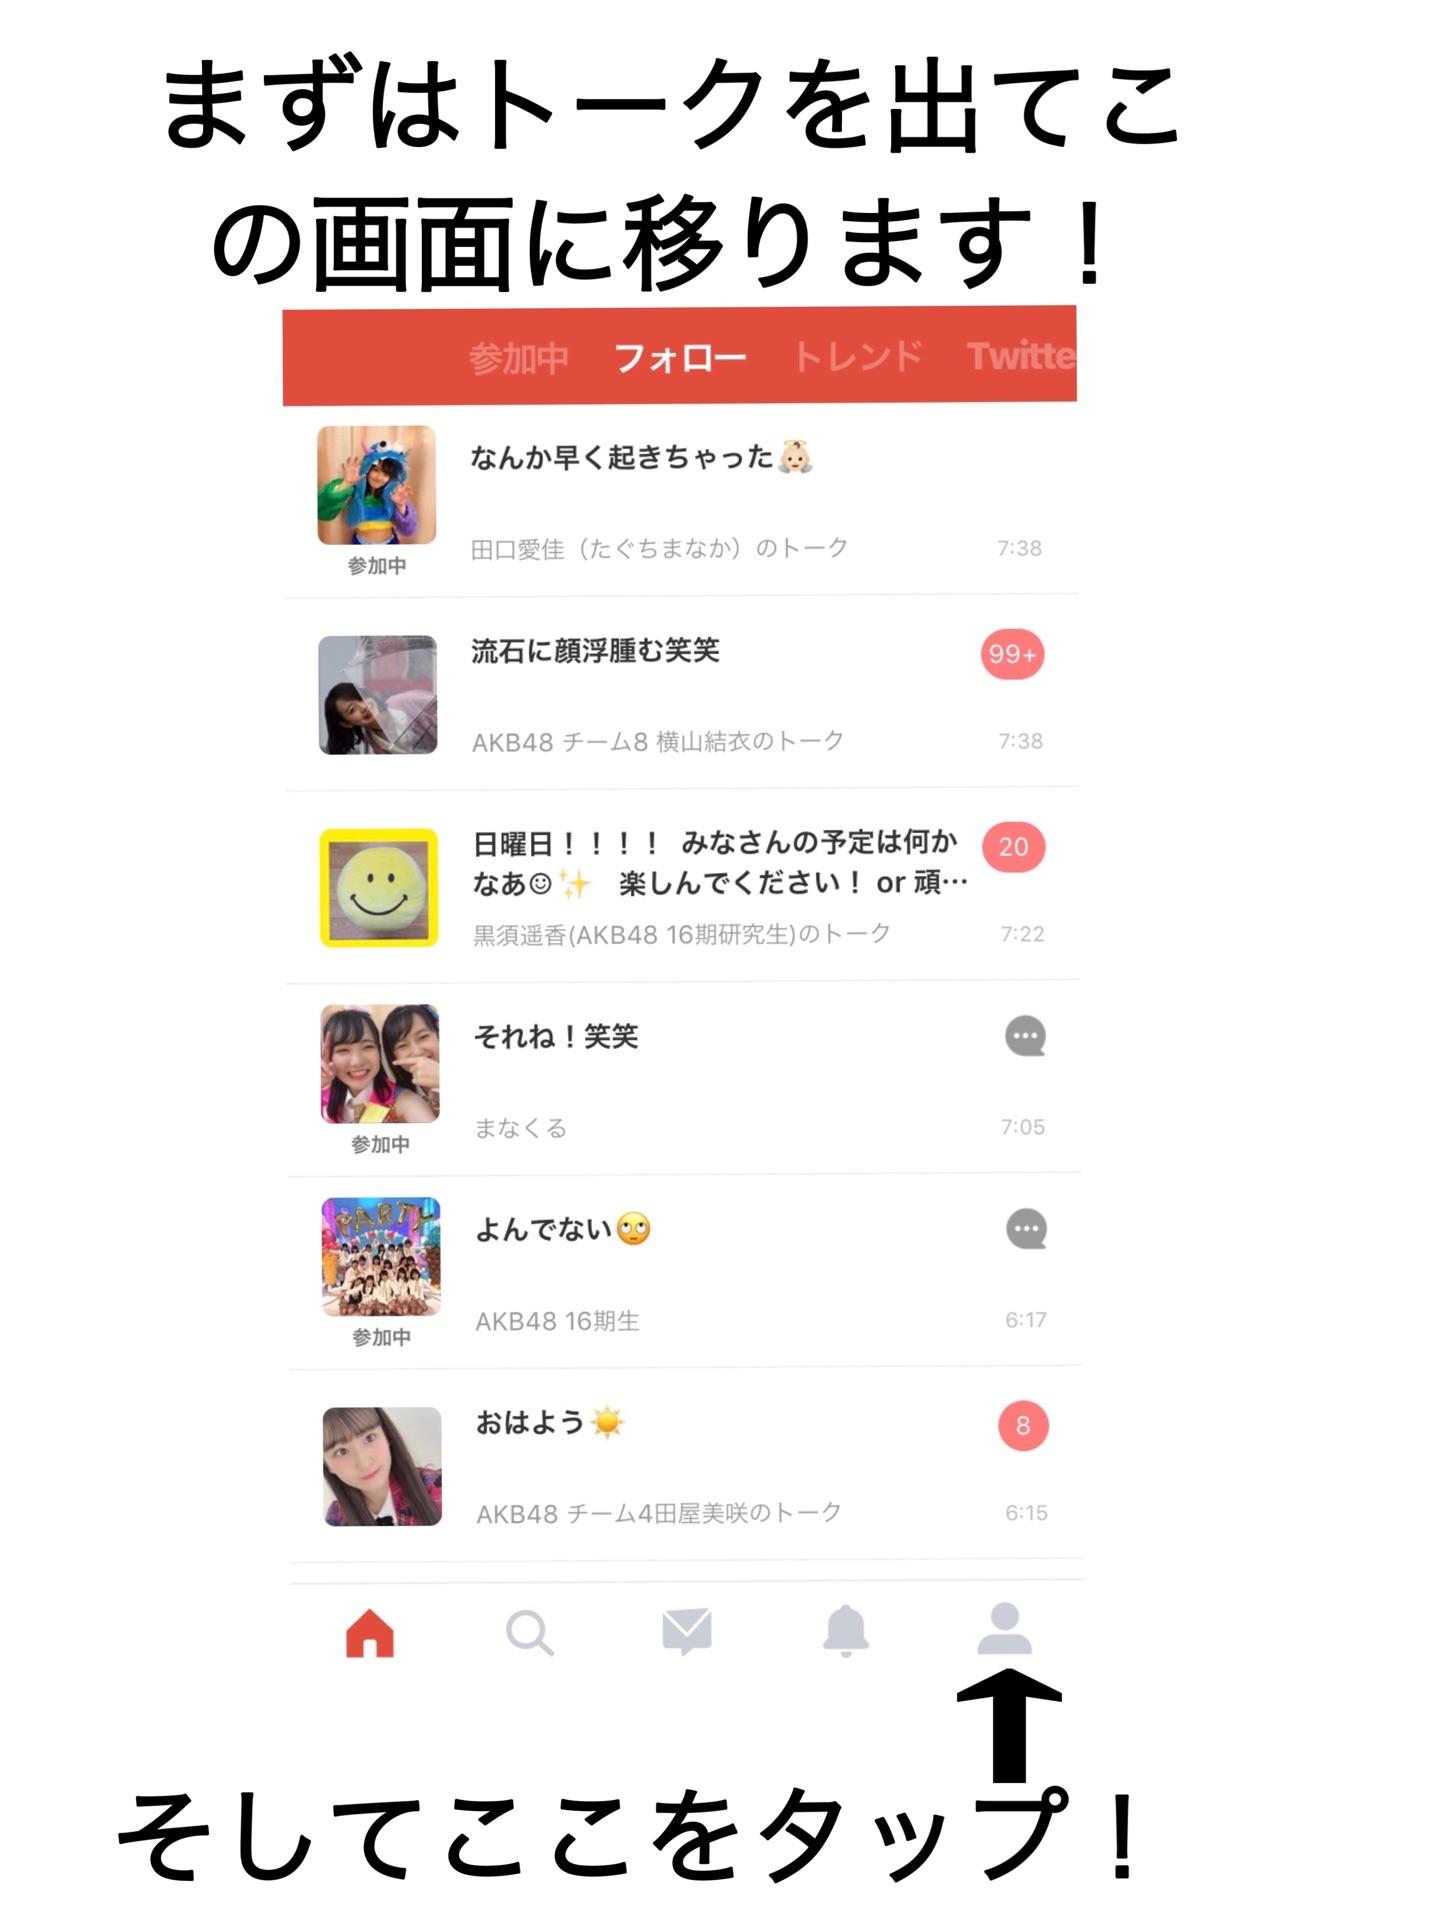 まずはトークを出てこ
の画面に移ります！
参加中 フォロー トレンド Twitte
なんか早く起きちゃった👼🏻
田口愛佳（たぐちまなか）のトーク 7:38
参加中
流石に顔浮腫む笑笑 99+
AKB48 チーム8 横山結衣のトーク 7:38
日曜日！！！！ みなさんの予定は何か 20
なあ☺✨ 楽しんでください！ or 頑…
黒須遥香(AKB48 16期研究生)のトーク 7:22
それね！笑笑
まなくる 7:05
参加中
PARTY
よんでない🙄
AKB48 16期生 6:17
参加中
おはよう☀️ 8
AKB48 チーム4田屋美咲のトーク 6:15
そしてここをタップ！